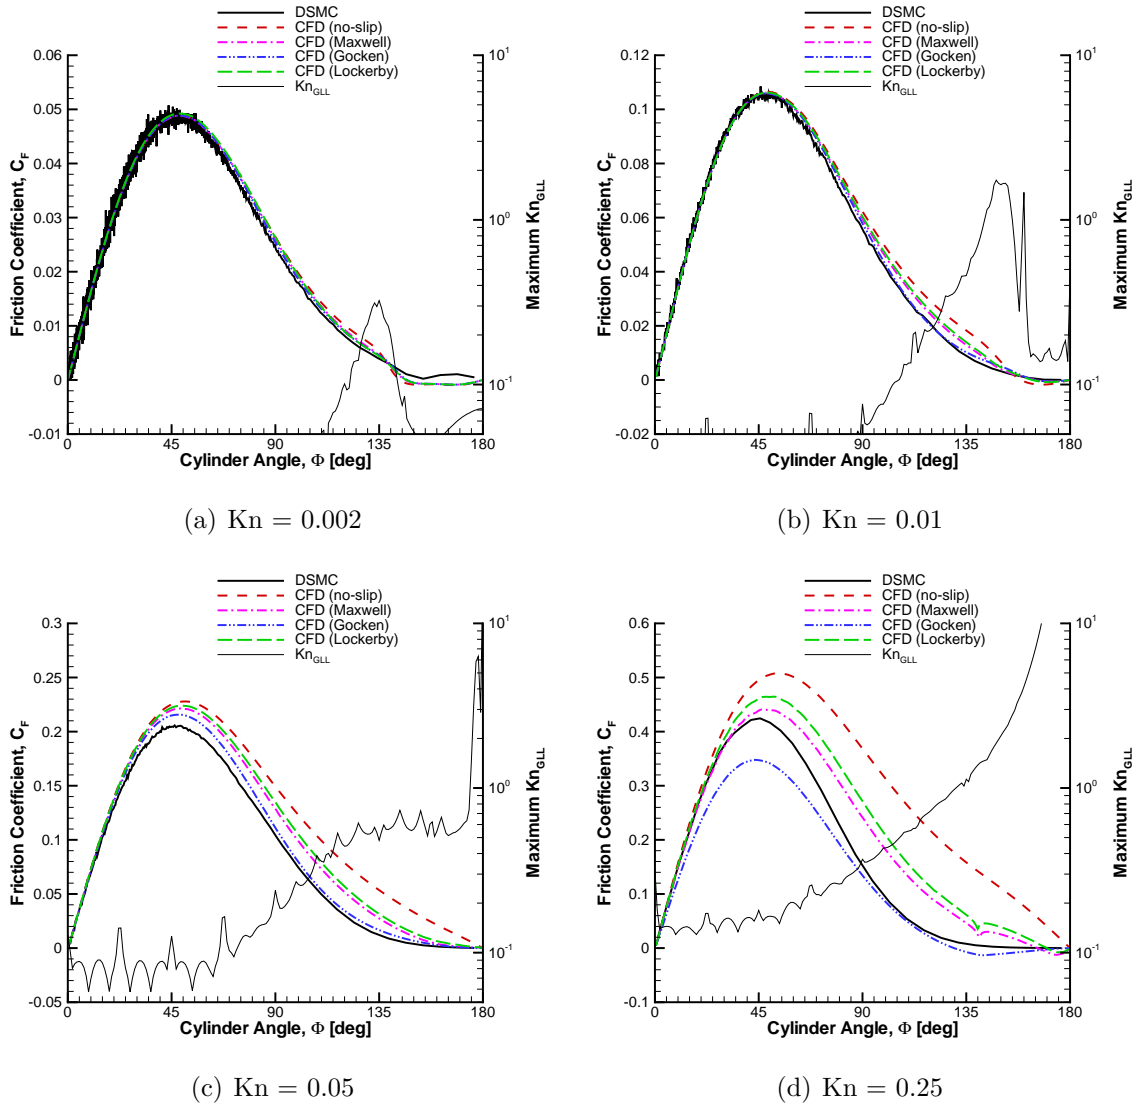 DSMC
CFD (no-slip)
CFD (Maxwell)
CFD (Gocken)
CFD (Lockerby)
Kn_GLL
Friction Coefficient, C_F
0.06
0.05
0.04
0.03
0.02
0.01
0
-0.01
0 45 90 135 180
Cylinder Angle, Φ [deg]
10^1
10^0
10^-1
Maximum Kn_GLL
(a) Kn = 0.002
DSMC
CFD (no-slip)
CFD (Maxwell)
CFD (Gocken)
CFD (Lockerby)
Kn_GLL
Friction Coefficient, C_F
0.12
0.1
0.08
0.06
0.04
0.02
0
-0.02
0 45 90 135 180
Cylinder Angle, Φ [deg]
10^1
10^0
10^-1
Maximum Kn_GLL
(b) Kn = 0.01
DSMC
CFD (no-slip)
CFD (Maxwell)
CFD (Gocken)
CFD (Lockerby)
Kn_GLL
Friction Coefficient, C_F
0.3
0.25
0.2
0.15
0.1
0.05
0
-0.05
0 45 90 135 180
Cylinder Angle, Φ [deg]
10^1
10^0
10^-1
Maximum Kn_GLL
(c) Kn = 0.05
DSMC
CFD (no-slip)
CFD (Maxwell)
CFD (Gocken)
CFD (Lockerby)
Kn_GLL
Friction Coefficient, C_F
0.6
0.5
0.4
0.3
0.2
0.1
0
-0.1
0 45 90 135 180
Cylinder Angle, Φ [deg]
10^1
10^0
10^-1
Maximum Kn_GLL
(d) Kn = 0.25